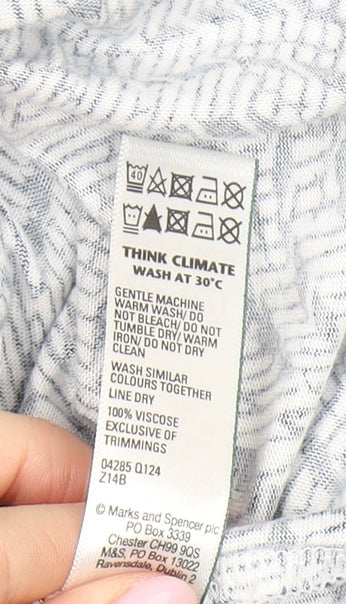 40
THINK CLIMATE
WASH AT 30°C
GENTLE MACHINE
WARM WASH/ DO
NOT BLEACH/ DO NOT
TUMBLE DRY/ WARM
IRON/ DO NOT DRY
CLEAN
WASH SIMILAR
COLOURS TOGETHER
LINE DRY
100% VISCOSE
EXCLUSIVE OF
TRIMMINGS
04285 Q124
Z14B
© Marks and Spencer plc
PO Box 3339
Chester CH99 9QS
M&S, PO Box 13022
Ravensdale, Dublin 2